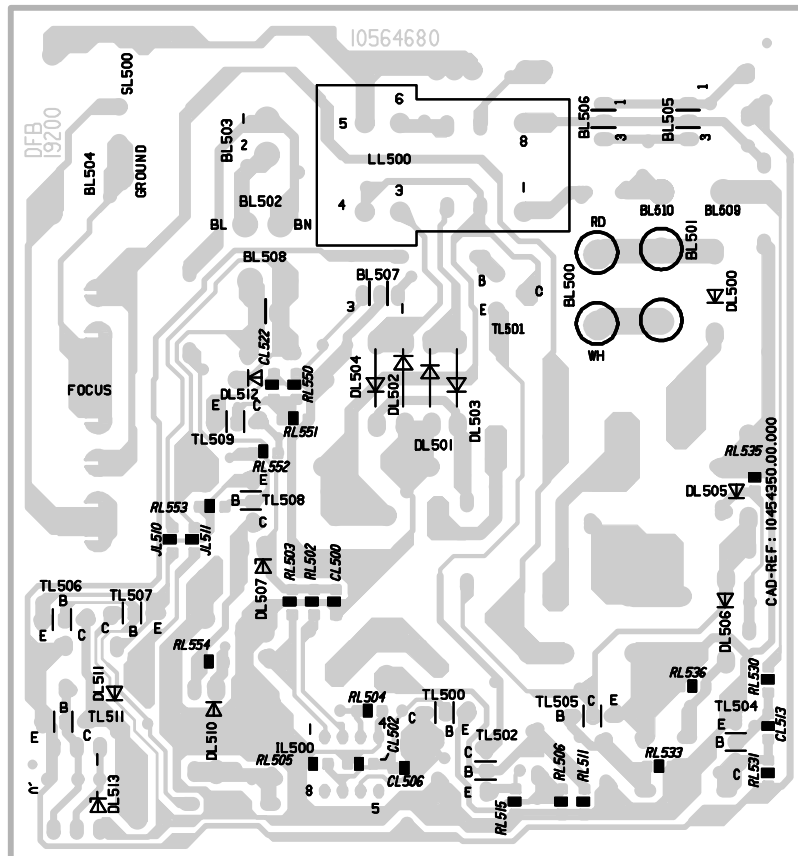 10564680
SL500
DFB
19200
BL504
GROUND
BL503
1
2
BL502
BL
BN
BL508
6
5
LL500
8
3
4
1
BL506
1
3
BL505
1
3
BL510
BL509
RD
BL501
BL500
WH
DL500
BL507
3
1
B
C
E
TL501
CL522
DL504
DL502
DL503
DL501
FOCUS
DL512
RL550
E
C
TL509
RL551
RL552
E
B
TL508
C
RL553
JL510
JL511
RL535
DL505
CAD-REF: 10454350.00.000
RL503
RL502
CL500
DL507
TL506
B
E
C
TL507
C
B
E
DL506
RL554
DL511
B
TL511
E
C
DL510
RL536
RL530
RL504
TL500
C
B
E
TL505
C
E
B
TL504
E
B
C
CL513
1
IL500
4
CL502
RL505
CL506
8
5
TL502
C
B
E
RL506
RL511
RL515
RL533
RL531
1
DL513